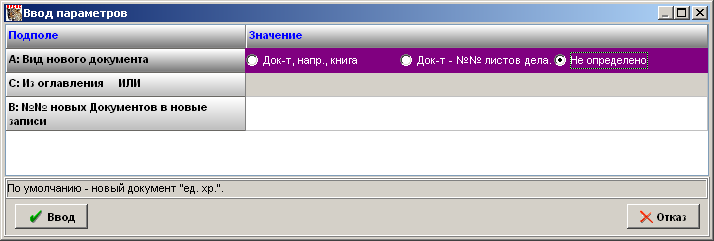 Ввод параметров
Подполе Значение
А: Вид нового документа Док-т, напр., книга Док-т - №№ листов дела. Не определено
С: Из оглавления ИЛИ
В: №№ новых Документов в новые
записи
По умолчанию - новый документ "ед. хр.".
Ввод Отказ